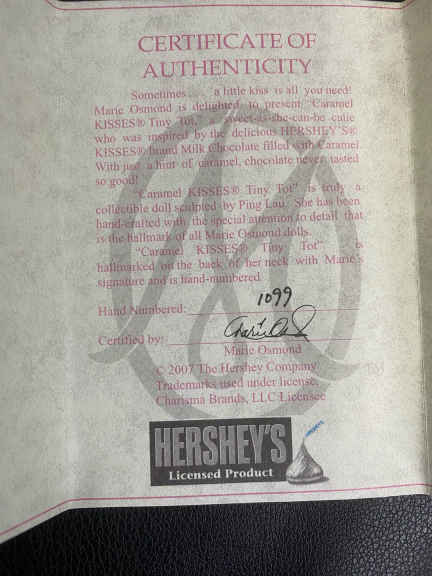 CERTIFICATE OF
AUTHENTICITY
Sometimes . . . a little kiss is all you need!
Marie Osmond is delighted to present "Caramel
KISSES® Tiny Tot," a sweet-as-she-can-be cutie
who was inspired by the delicious HERSHEY'S®
KISSES® brand Milk Chocolate filled with Caramel.
With just a hint of caramel, chocolate never tasted
so good!
"Caramel KISSES® Tiny Tot" is truly a
collectible doll sculpted by Ping Lau. She has been
hand-crafted with the special attention to detail that
is the hallmark of all Marie Osmond dolls.
"Caramel KISSES® Tiny Tot" is
hallmarked on the back of her neck with Marie's
signature and is hand-numbered.
Hand Numbered: 1099
Certified by:
Marie Osmond
© 2007 The Hershey Company
Trademarks used under license,
Charisma Brands, LLC Licensee
HERSHEY'S
Licensed Product